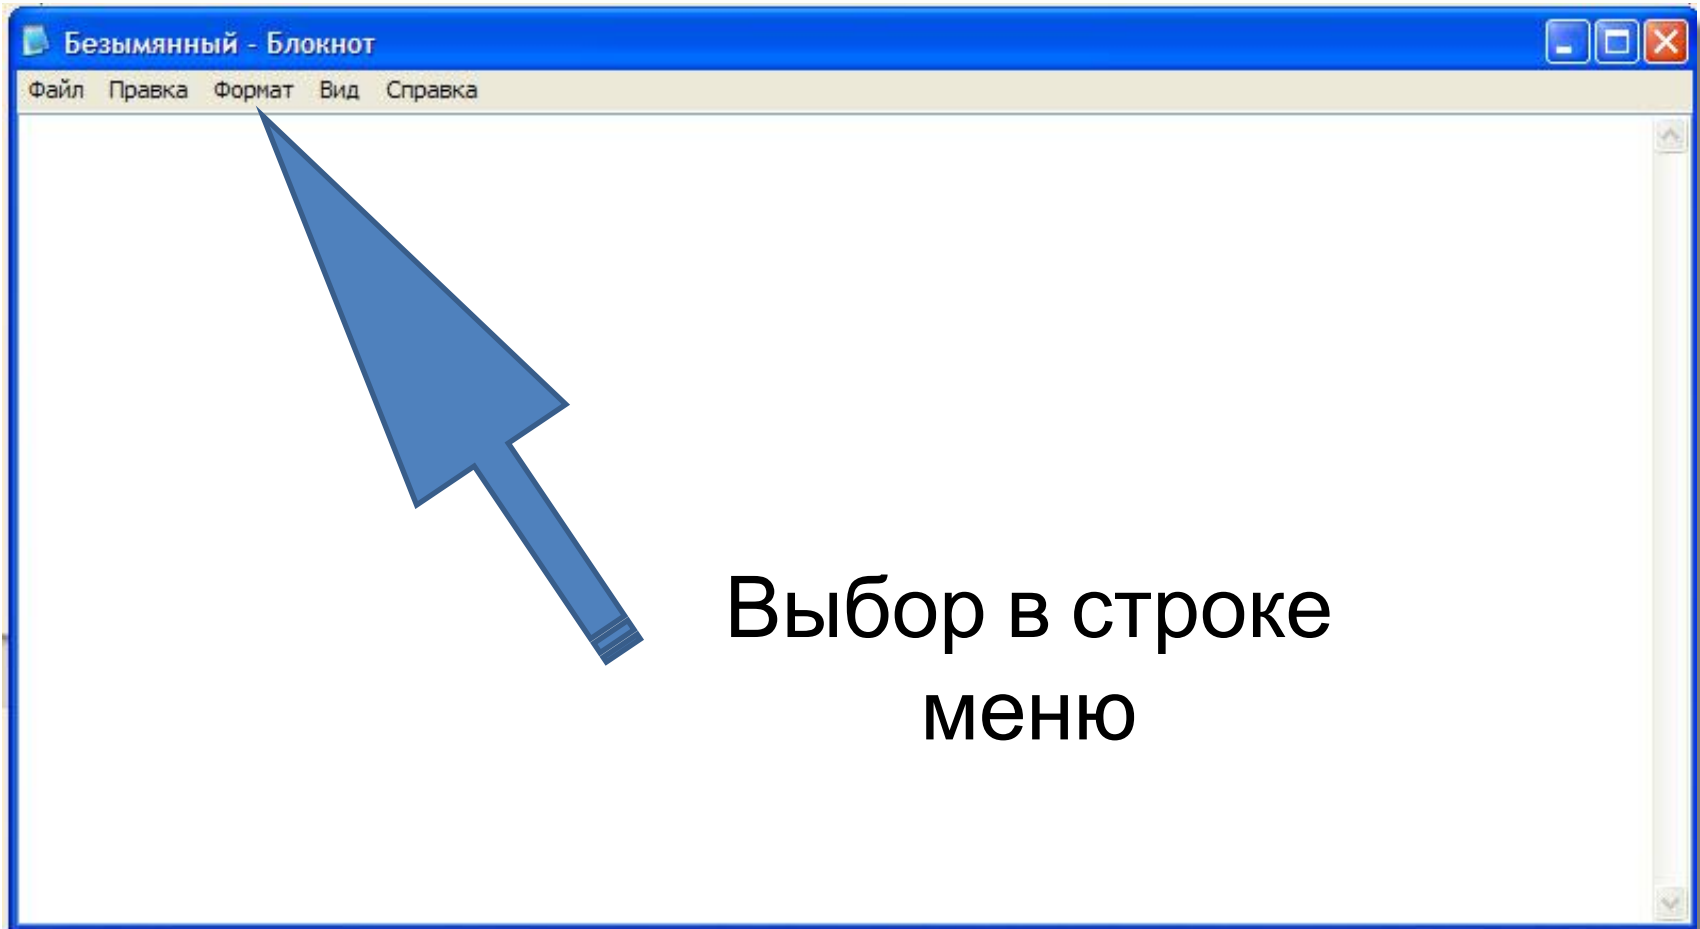 Безымянный - Блокнот
Файл Правка Формат Вид Справка
Выбор в строке
меню